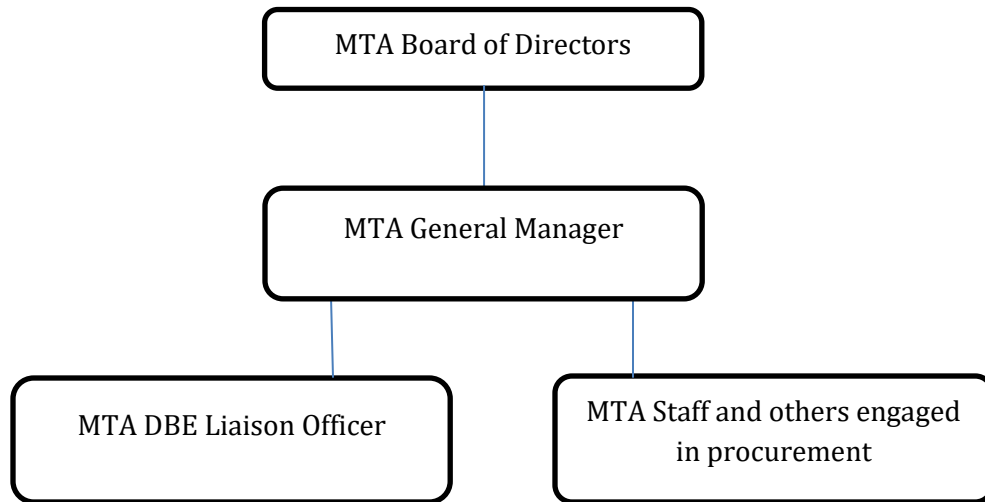 MTA Board of Directors
MTA General Manager
MTA DBE Liaison Officer
MTA Staff and others engaged
in procurement